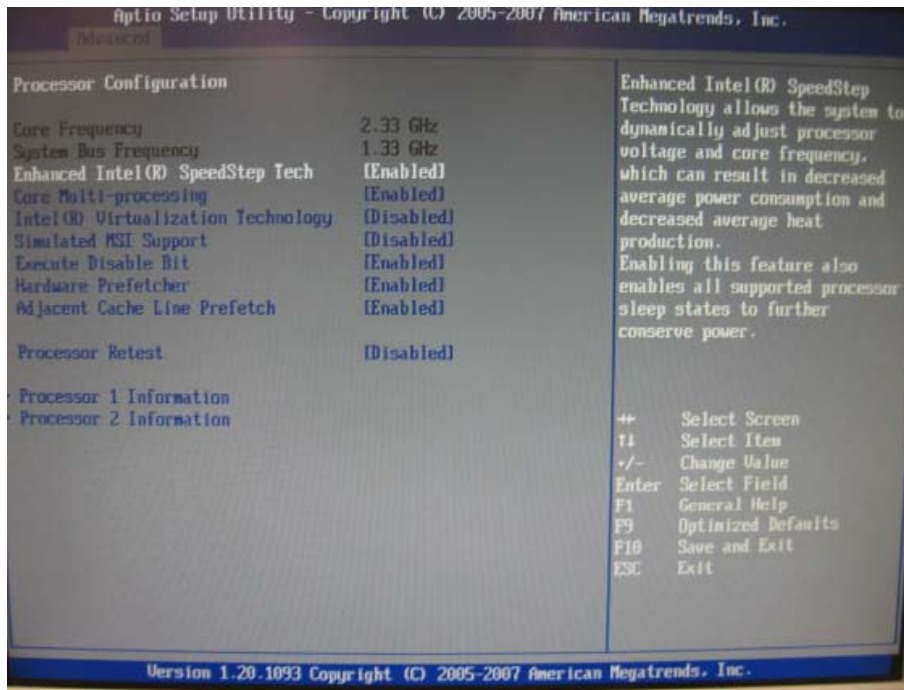 Aptio Setup Utility - Copyright (C) 2005-2007 American Megatrends, Inc.
Advanced
Processor Configuration
Core Frequency 2.33 GHz
System Bus Frequency 1.33 GHz
Enhanced Intel(R) SpeedStep Tech [Enabled]
Core Multi-processing [Enabled]
Intel(R) Virtualization Technology [Disabled]
Simulated MSI Support [Disabled]
Execute Disable Bit [Enabled]
Hardware Prefetcher [Enabled]
Adjacent Cache Line Prefetch [Enabled]
Processor Retest [Disabled]
Processor 1 Information
Processor 2 Information
Enhanced Intel(R) SpeedStep
Technology allows the system to
dynamically adjust processor
voltage and core frequency,
which can result in decreased
average power consumption and
decreased average heat
production.
Enabling this feature also
enables all supported processor
sleep states to further
conserve power.
→← Select Screen
↑↓ Select Item
+/- Change Value
Enter Select Field
F1 General Help
F9 Optimized Defaults
F10 Save and Exit
ESC Exit
Version 1.20.1093 Copyright (C) 2005-2007 American Megatrends, Inc.